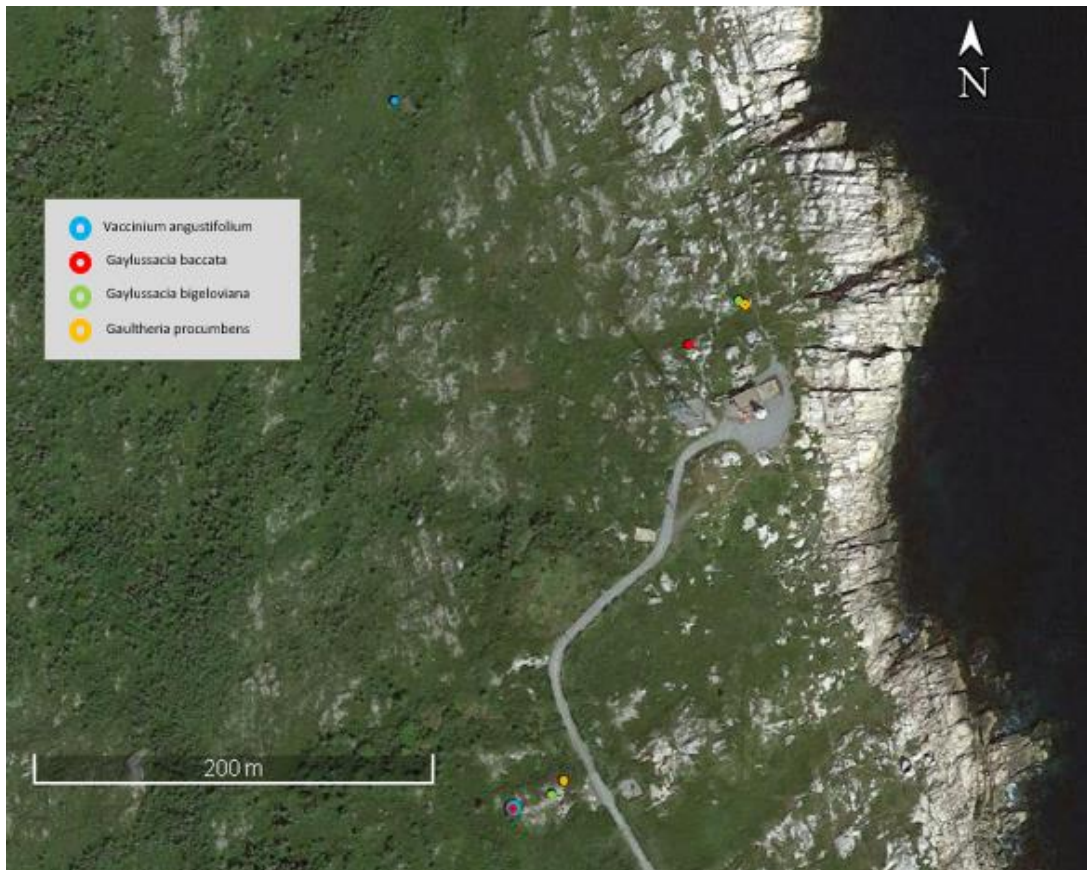 N
Vaccinium angustifolium
Gaylussacia baccata
Gaylussacia bigeloviana
Gaultheria procumbens
200 m